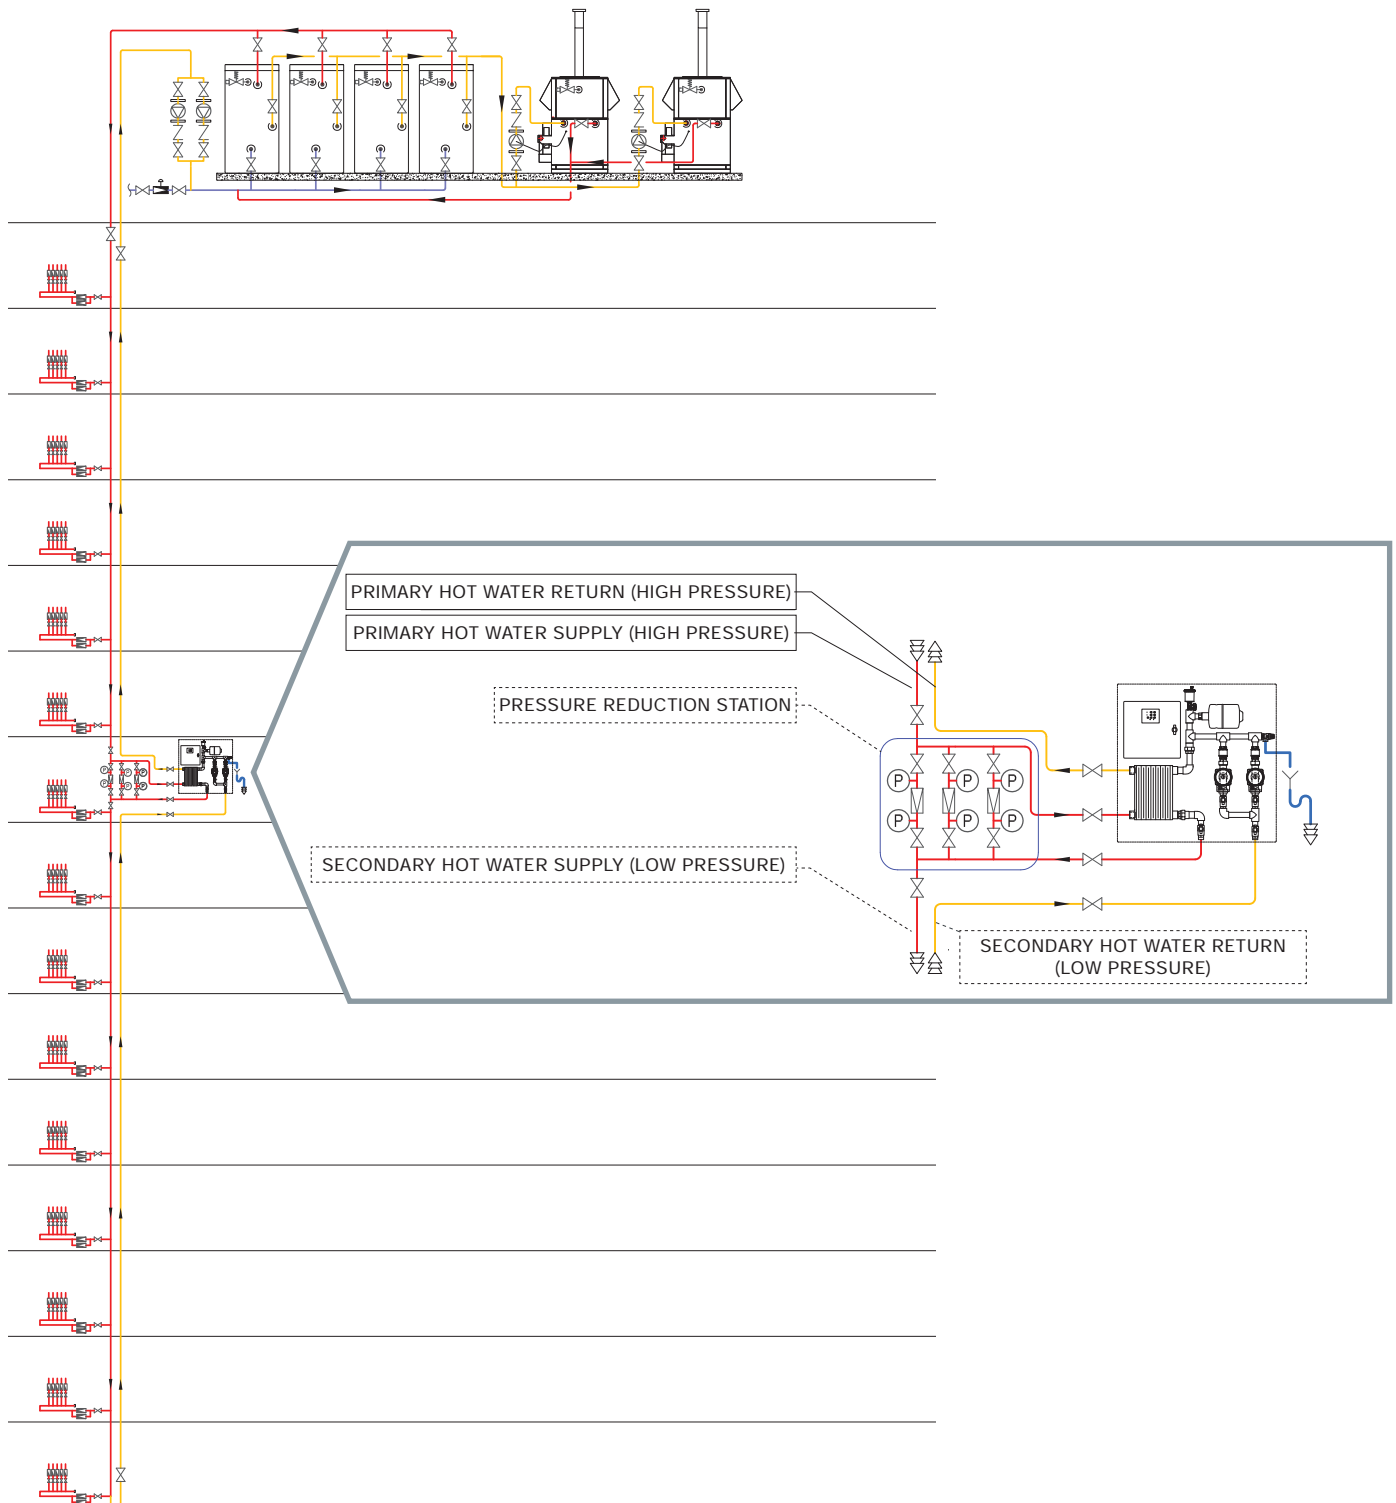 PRIMARY HOT WATER RETURN (HIGH PRESSURE)
PRIMARY HOT WATER SUPPLY (HIGH PRESSURE)
PRESSURE REDUCTION STATION
P
P
P
P
P
P
SECONDARY HOT WATER SUPPLY (LOW PRESSURE)
SECONDARY HOT WATER RETURN
(LOW PRESSURE)
P
P
P
P
P
P